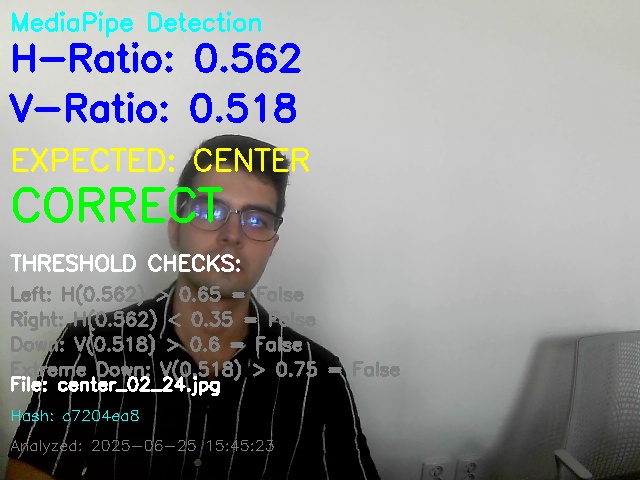 MediaPipe Detection
H-Ratio: 0.562
V-Ratio: 0.518
EXPECTED: CENTER
CORRECT
THRESHOLD CHECKS:
Left: H(0.562) > 0.65 = False
Right: H(0.562) < 0.35 = False
Down: V(0.518) > 0.6 = False
Extreme Down: V(0.518) > 0.75 = False
File: center_02_24.jpg
Hash: c7204ea8
Analyzed: 2025-06-25 15:45:23